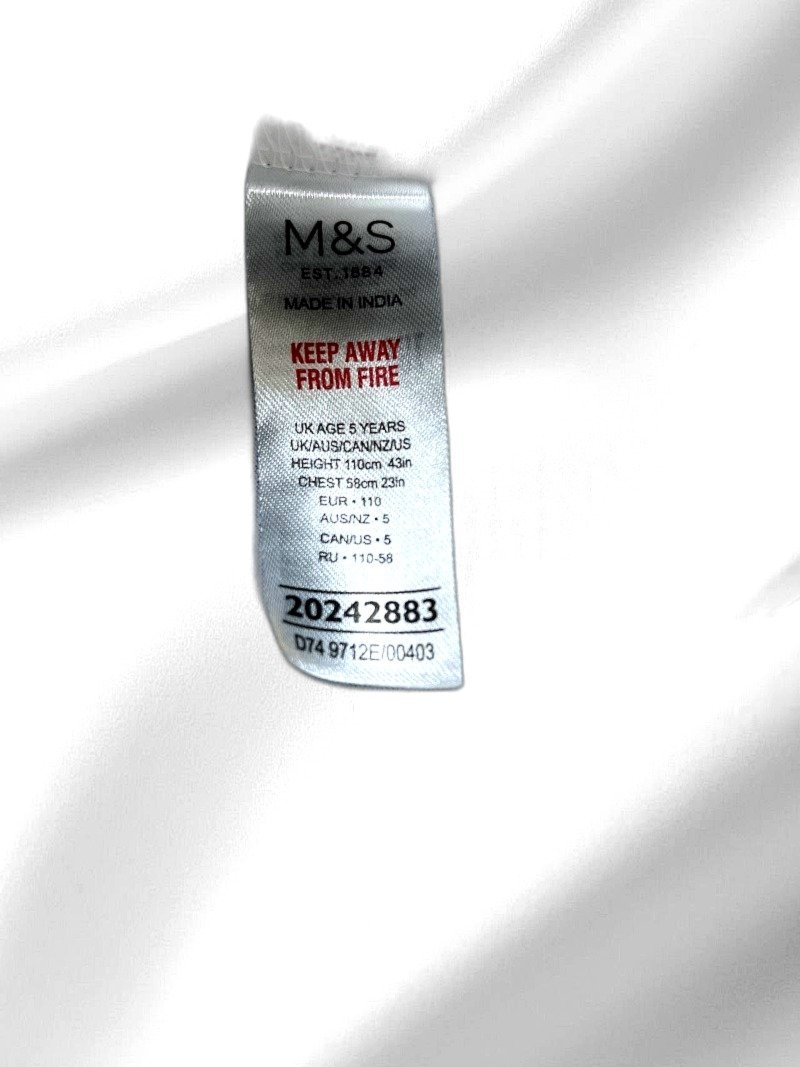 M&S
EST. 1884
MADE IN INDIA
KEEP AWAY
FROM FIRE
UK AGE 5 YEARS
UK/AUS/CAN/NZ/US
HEIGHT 110cm 43in
CHEST 58cm 23in
EUR • 110
AUS/NZ • 5
CAN/US • 5
RU • 110-58
20242883
D74 9712E/00403